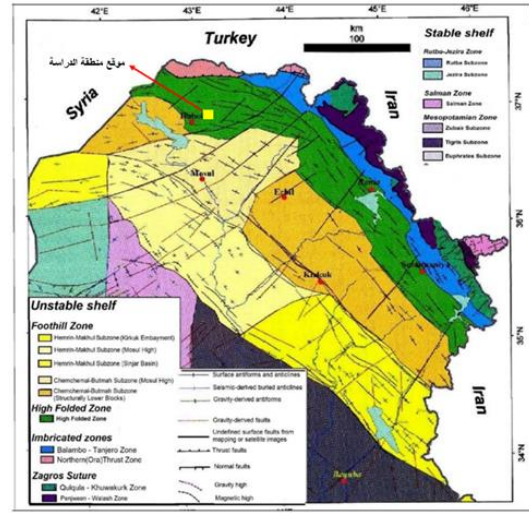 42°E
43°E
44°E
45°E
46°E
Turkey
km
100
موقع منطقة الدراسة
Syria
Iran
37°N
Mosul
Erbil
36°N
Kirkuk
35°N
Iran
34°N
Stable shelf
Rutba-Jezira Zone
Rutba Subzone
Jezira Subzone
Salman Zone
Salman Zone
Mesopotamian Zone
Zubair Subzone
Tigris Subzone
Euphrates Subzone
Unstable shelf
Foothill Zone
Hemrin-Makhul Subzone (Kirkuk Embayment)
Hemrin-Makhul Subzone (Mosul High)
Hemrin-Makhul Subzone (Sinjar Basin)
Chemchemal-Butmah Subzone (Mosul High)
Chemchemal-Butmah Subzone
(Structurally Lower Blocks)
High Folded Zone
High Folded Zone
Imbricated zones
Balambo - Tanjero Zone
Northern(Ora)Thrust Zone
Zagros Suture
Qulqula - Khuwakurk Zone
Penjween - Walash Zone
Surface antiforms and anticlines
Seismic-derived buried anticlines
Gravity-derived antiforms
Gravity-derived faults
Undefined surface faults from
mapping or satellite images
Thrust faults
Normal faults
Gravity high
Magnetic high